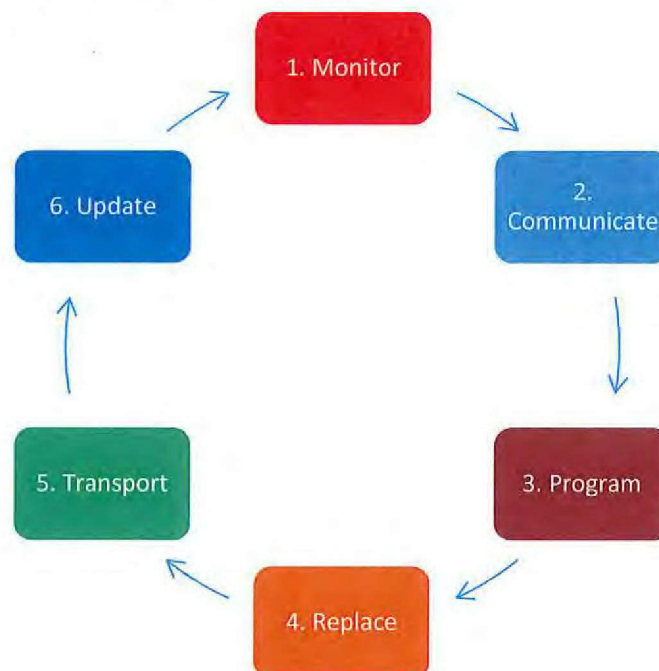 1. Monitor
2.
Communicate
3. Program
4. Replace
5. Transport
6. Update